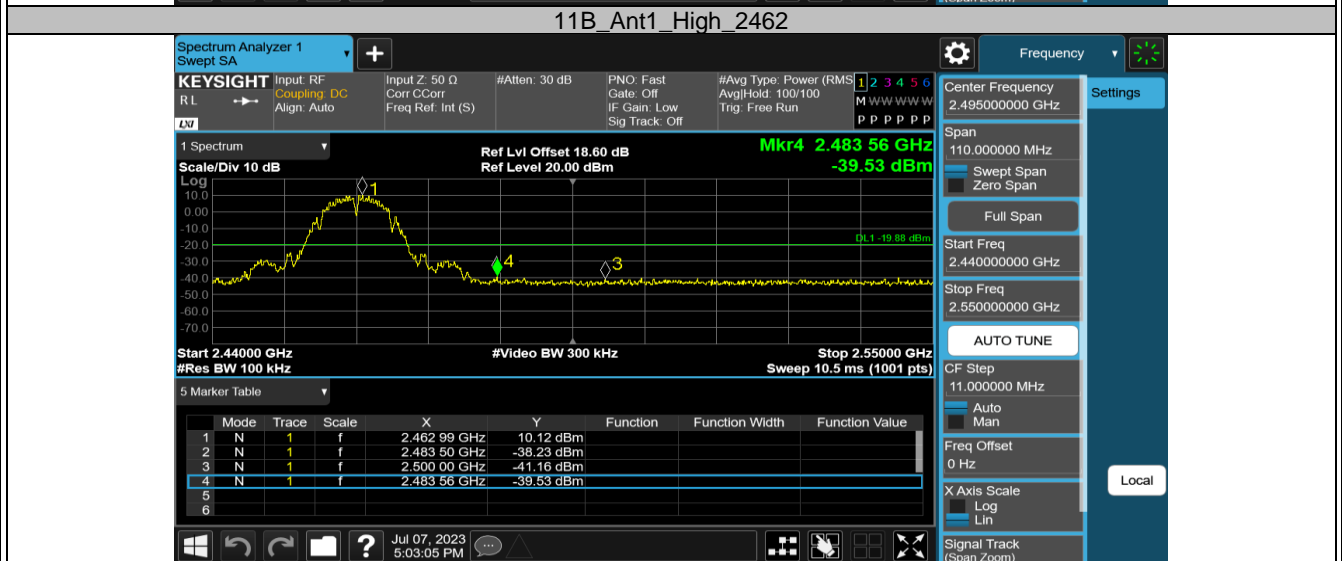 11B_Ant1_High_2462
Spectrum Analyzer 1
Swept SA
Frequency
KEYSIGHT
R L
LXI
Input: RF
Coupling: DC
Align: Auto
Input Z: 50 Ω
Corr CCorr
Freq Ref: Int (S)
#Atten: 30 dB
PNO: Fast
Gate: Off
IF Gain: Low
Sig Track: Off
#Avg Type: Power (RMS
Avg|Hold: 100/100
Trig: Free Run
1 2 3 4 5 6
M W W W W W
P P P P P P
1 Spectrum
Scale/Div 10 dB
Ref Lvl Offset 18.60 dB
Ref Level 20.00 dBm
Mkr4 2.483 56 GHz
-39.53 dBm
Log
10.0
0.00
-10.0
-20.0
-30.0
-40.0
-50.0
-60.0
-70.0
1
4
3
DL1 -19.88 dBm
Start 2.44000 GHz
#Video BW 300 kHz
Stop 2.55000 GHz
#Res BW 100 kHz
Sweep 10.5 ms (1001 pts)
5 Marker Table
Mode Trace Scale X Y Function Function Width Function Value
1 N 1 f 2.462 99 GHz 10.12 dBm
2 N 1 f 2.483 50 GHz -38.23 dBm
3 N 1 f 2.500 00 GHz -41.16 dBm
4 N 1 f 2.483 56 GHz -39.53 dBm
5
6
Jul 07, 2023
5:03:05 PM
Center Frequency
2.495000000 GHz
Settings
Span
110.000000 MHz
Swept Span
Zero Span
Full Span
Start Freq
2.440000000 GHz
Stop Freq
2.550000000 GHz
AUTO TUNE
CF Step
11.000000 MHz
Auto
Man
Freq Offset
0 Hz
X Axis Scale
Log
Lin
Local
Signal Track
(Span Zoom)